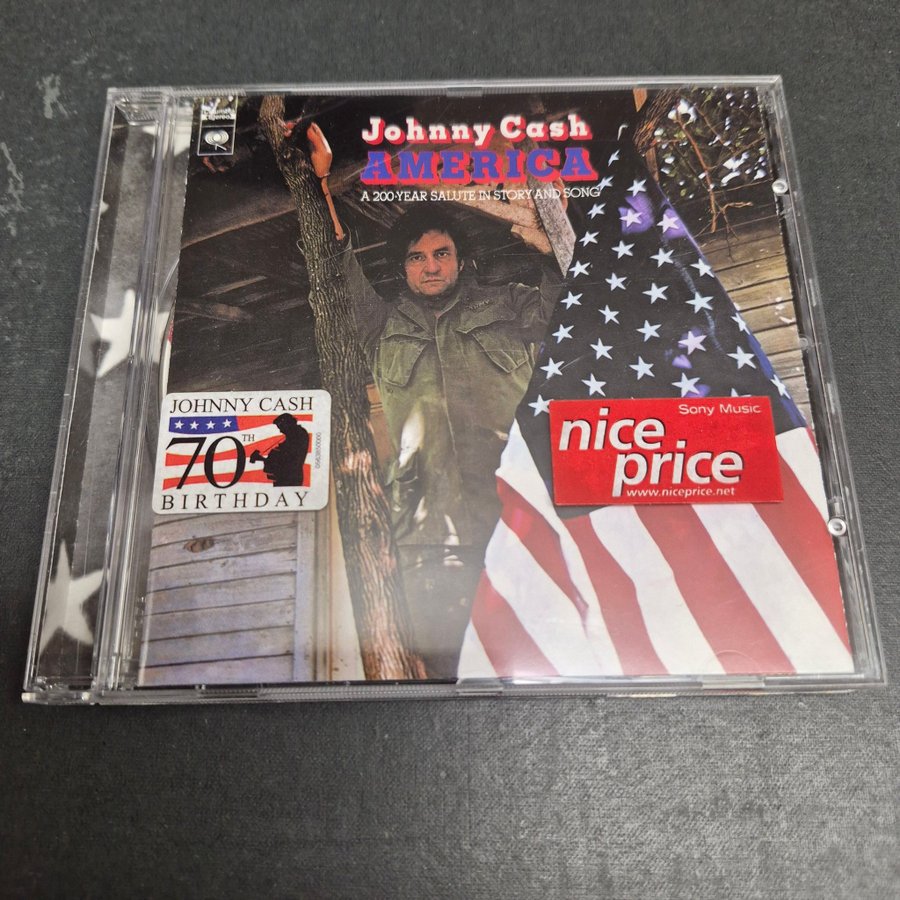 stereo
Johnny Cash
AMERICA
A 200-YEAR SALUTE IN STORY AND SONG
JOHNNY CASH
70TH
BIRTHDAY
Sony Music
nice
price
www.niceprice.net